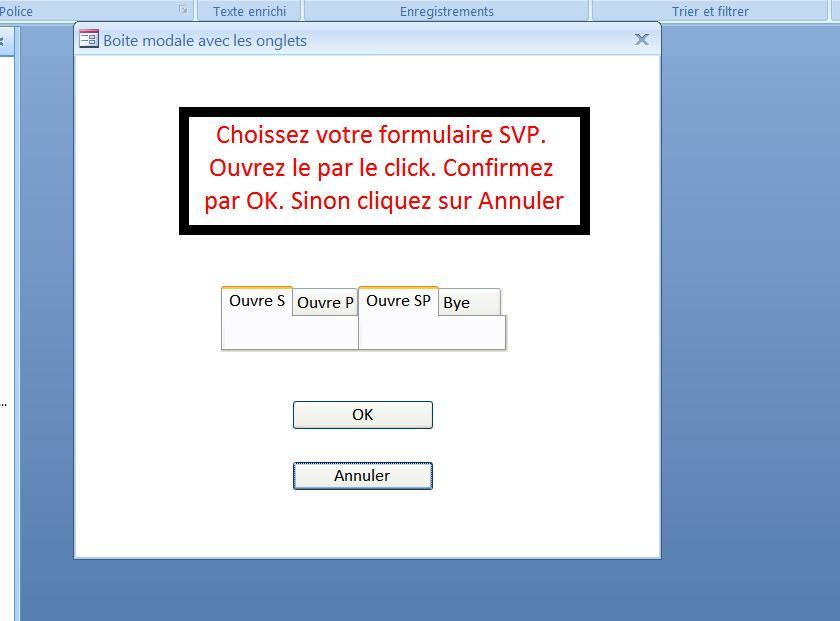 Police
Texte enrichi
Enregistrements
Trier et filtrer
Boite modale avec les onglets
Choissez votre formulaire SVP.
Ouvrez le par le click. Confirmez
par OK. Sinon cliquez sur Annuler
Ouvre S
Ouvre P
Ouvre SP
Bye
...
OK
Annuler